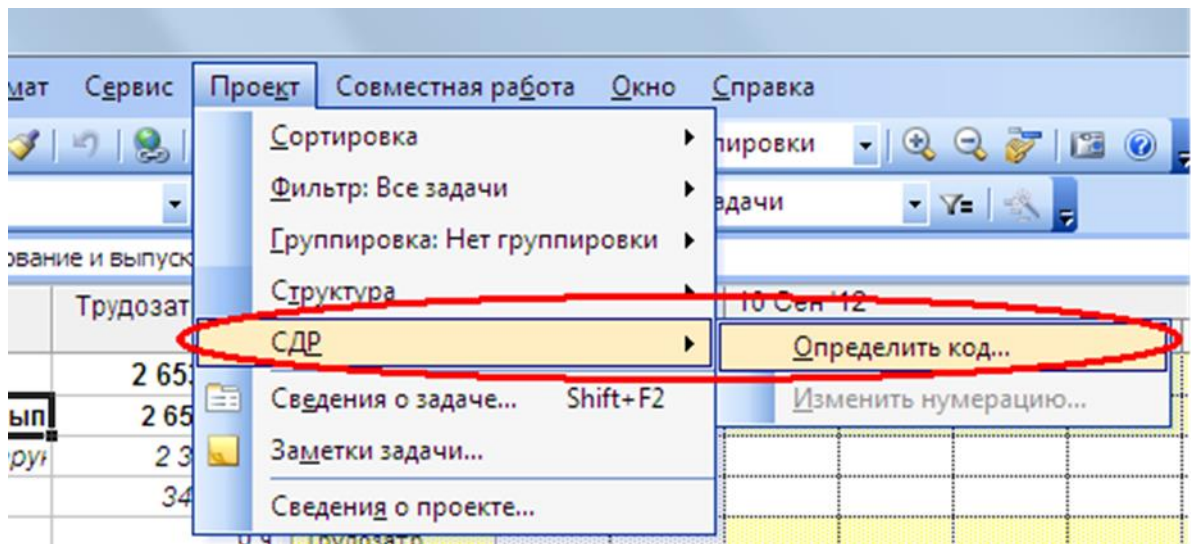 мат Сервис Проект Совместная работа Окно Справка
Сортировка
пировки
Фильтр: Все задачи
адачи
Группировка: Нет группировки
ование и выпуск
Структура
Трудозат
10 Сен '12
СДР
Определить код...
2 65
Сведения о задаче... Shift+F2
Изменить нумерацию...
вып
2 65
Заметки задачи...
2 3
34
Сведения о проекте...